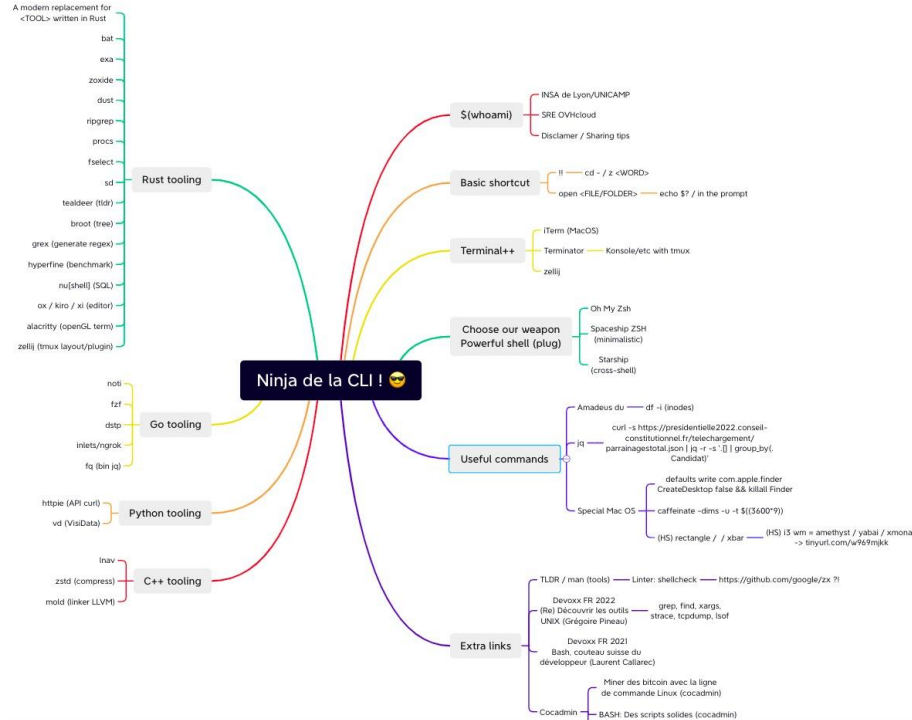 A modern replacement for
<TOOL> written in Rust
bat
exa
zoxide
dust
ripgrep
procs
fselect
sd
tealdeer (tldr)
broot (tree)
grex (generate regex)
hyperfine (benchmark)
nu[shell] (SQL)
ox / kiro / xi (editor)
alacritty (openGL term)
zellij (tmux layout/plugin)
Rust tooling
noti
fzf
dstp
inlets/ngrok
fq (bin jq)
Go tooling
httpie (API curl)
vd (VisiData)
Python tooling
lnav
zstd (compress)
mold (linker LLVM)
C++ tooling
Ninja de la CLI ! 😎
$(whoami)
INSA de Lyon/UNICAMP
SRE OVHcloud
Disclamer / Sharing tips
Basic shortcut
!!
cd - / z <WORD>
open <FILE/FOLDER>
echo $? / in the prompt
Terminal++
iTerm (MacOS)
Terminator
Konsole/etc with tmux
zellij
Choose our weapon
Powerful shell (plug)
Oh My Zsh
Spaceship ZSH
(minimalistic)
Starship
(cross-shell)
Useful commands
Amadeus du
df -i (inodes)
jq
curl -s https://presidentielle2022.conseil-
constitutionnel.fr/telechargement/
parrainagestotal.json | jq -r -s '.[] | group_by(.
Candidat)'
Special Mac OS
defaults write com.apple.finder
CreateDesktop false && killall Finder
caffeinate -dims -u -t $((3600*9))
(HS) rectangle / / xbar
(HS) i3 wm = amethyst / yabai / xmona
-> tinyurl.com/w969mjkk
Extra links
TLDR / man (tools)
Linter: shellcheck
https://github.com/google/zx ?!
Devoxx FR 2022
(Re) Découvrir les outils
UNIX (Grégoire Pineau)
grep, find, xargs,
strace, tcpdump, lsof
Devoxx FR 2021
Bash, couteau suisse du
développeur (Laurent Callarec)
Cocadmin
Miner des bitcoin avec la ligne
de commande Linux (cocadmin)
BASH: Des scripts solides (cocadmin)